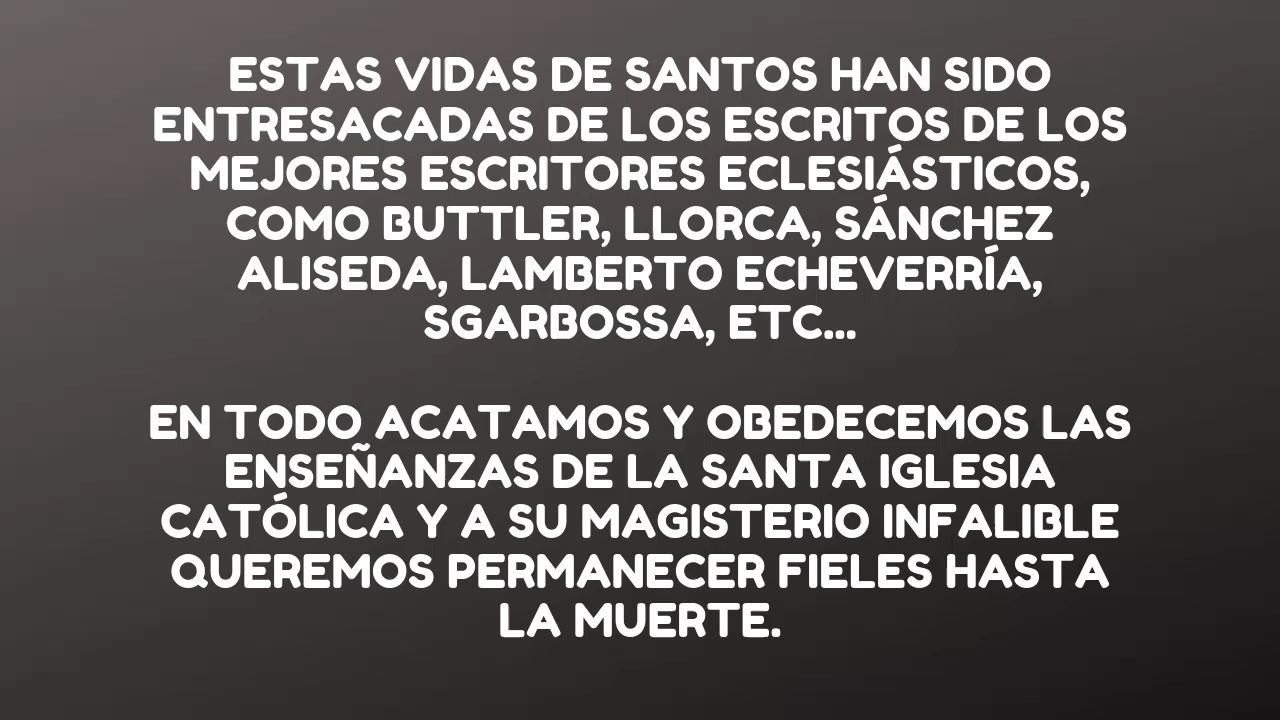 ESTAS VIDAS DE SANTOS HAN SIDO
ENTRESACADAS DE LOS ESCRITOS DE LOS
MEJORES ESCRITORES ECLESIÁSTICOS,
COMO BUTTLER, LLORCA, SÁNCHEZ
ALISEDA, LAMBERTO ECHEVERRÍA,
SGARBOSSA, ETC...
EN TODO ACATAMOS Y OBEDECEMOS LAS
ENSEÑANZAS DE LA SANTA IGLESIA
CATÓLICA Y A SU MAGISTERIO INFALIBLE
QUEREMOS PERMANECER FIELES HASTA
LA MUERTE.